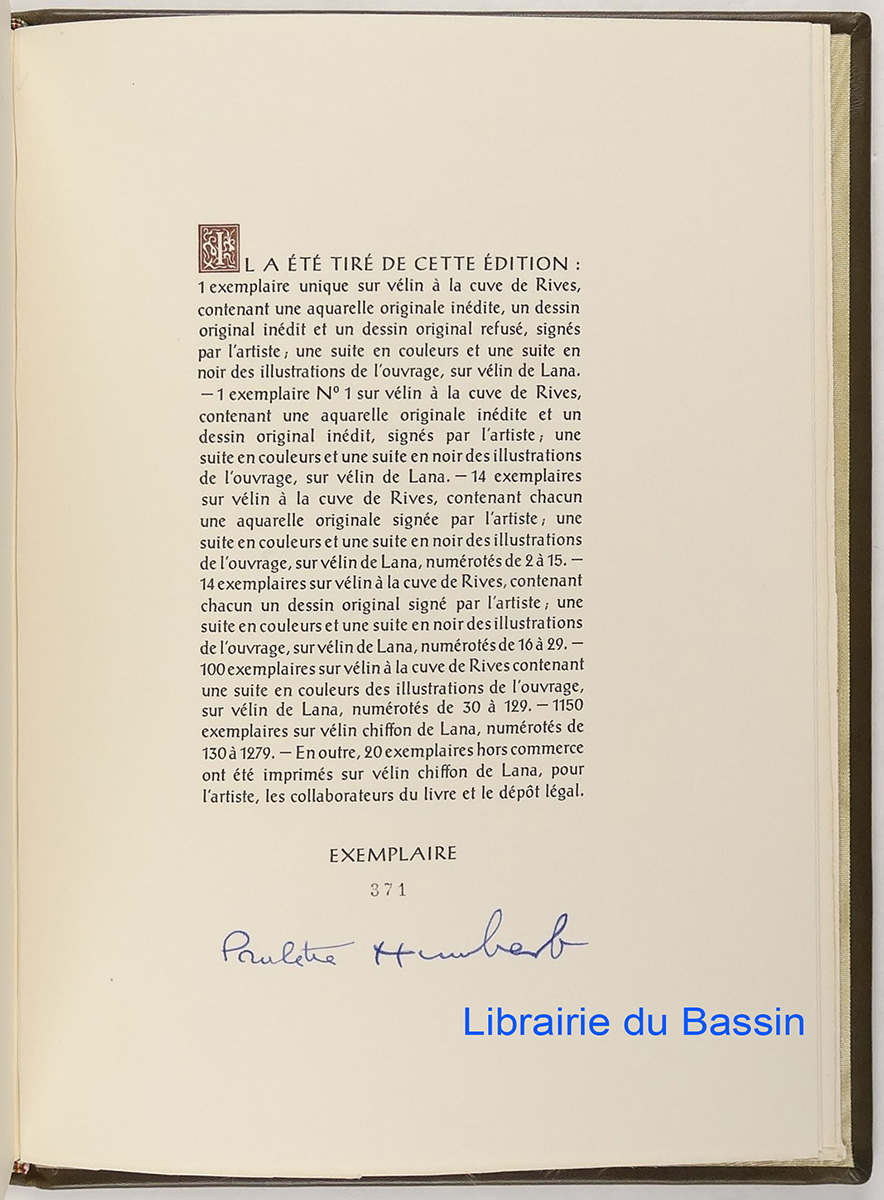 IL A ÉTÉ TIRÉ DE CETTE ÉDITION :
1 exemplaire unique sur vélin à la cuve de Rives,
contenant une aquarelle originale inédite, un dessin
original inédit et un dessin original refusé, signés
par l'artiste ; une suite en couleurs et une suite en
noir des illustrations de l'ouvrage, sur vélin de Lana.
— 1 exemplaire Nº 1 sur vélin à la cuve de Rives,
contenant une aquarelle originale inédite et un
dessin original inédit, signés par l'artiste ; une
suite en couleurs et une suite en noir des illustrations
de l'ouvrage, sur vélin de Lana. — 14 exemplaires
sur vélin à la cuve de Rives, contenant chacun
une aquarelle originale signée par l'artiste ; une
suite en couleurs et une suite en noir des illustrations
de l'ouvrage, sur vélin de Lana, numérotés de 2 à 15. —
14 exemplaires sur vélin à la cuve de Rives, contenant
chacun un dessin original signé par l'artiste ; une
suite en couleurs et une suite en noir des illustrations
de l'ouvrage, sur vélin de Lana, numérotés de 16 à 29. —
100 exemplaires sur vélin à la cuve de Rives contenant
une suite en couleurs des illustrations de l'ouvrage,
sur vélin de Lana, numérotés de 30 à 129. — 1150
exemplaires sur vélin chiffon de Lana, numérotés de
130 à 1279. — En outre, 20 exemplaires hors commerce
ont été imprimés sur vélin chiffon de Lana, pour
l'artiste, les collaborateurs du livre et le dépôt légal.
EXEMPLAIRE
371
Paulette Humbert
Librairie du Bassin